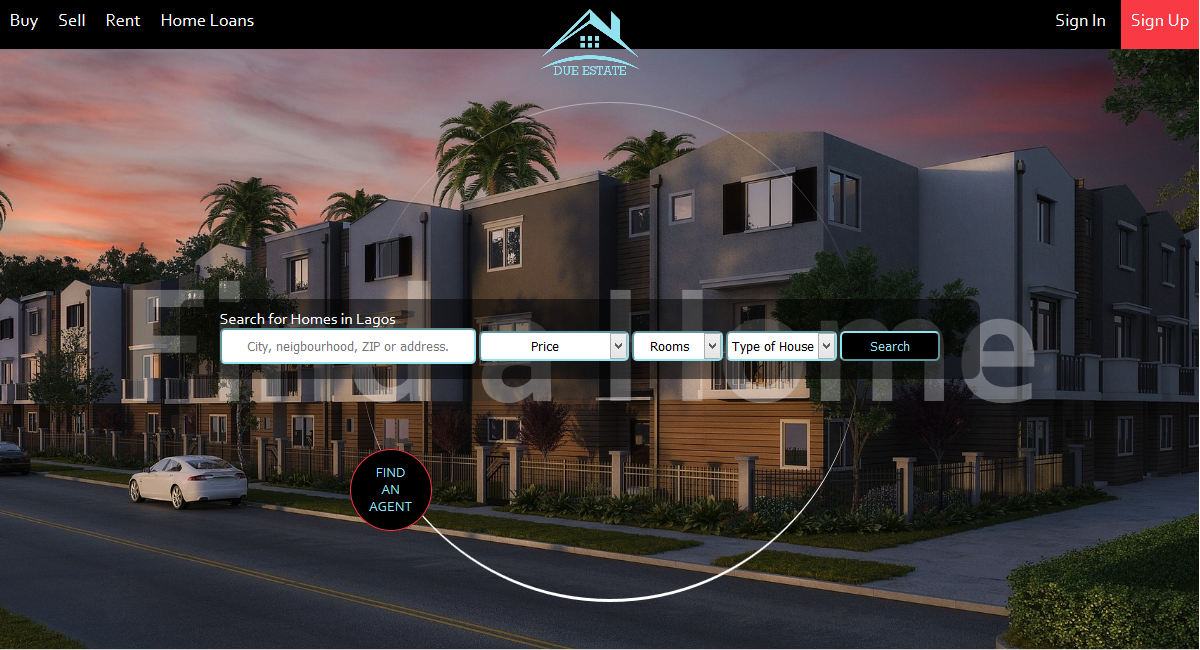 Buy
Sell
Rent
Home Loans
DUE ESTATE
Sign In
Sign Up
Find a Home
Search for Homes in Lagos
City, neigbourhood, ZIP or address.
Price
Rooms
Type of House
Search
FIND
AN
AGENT